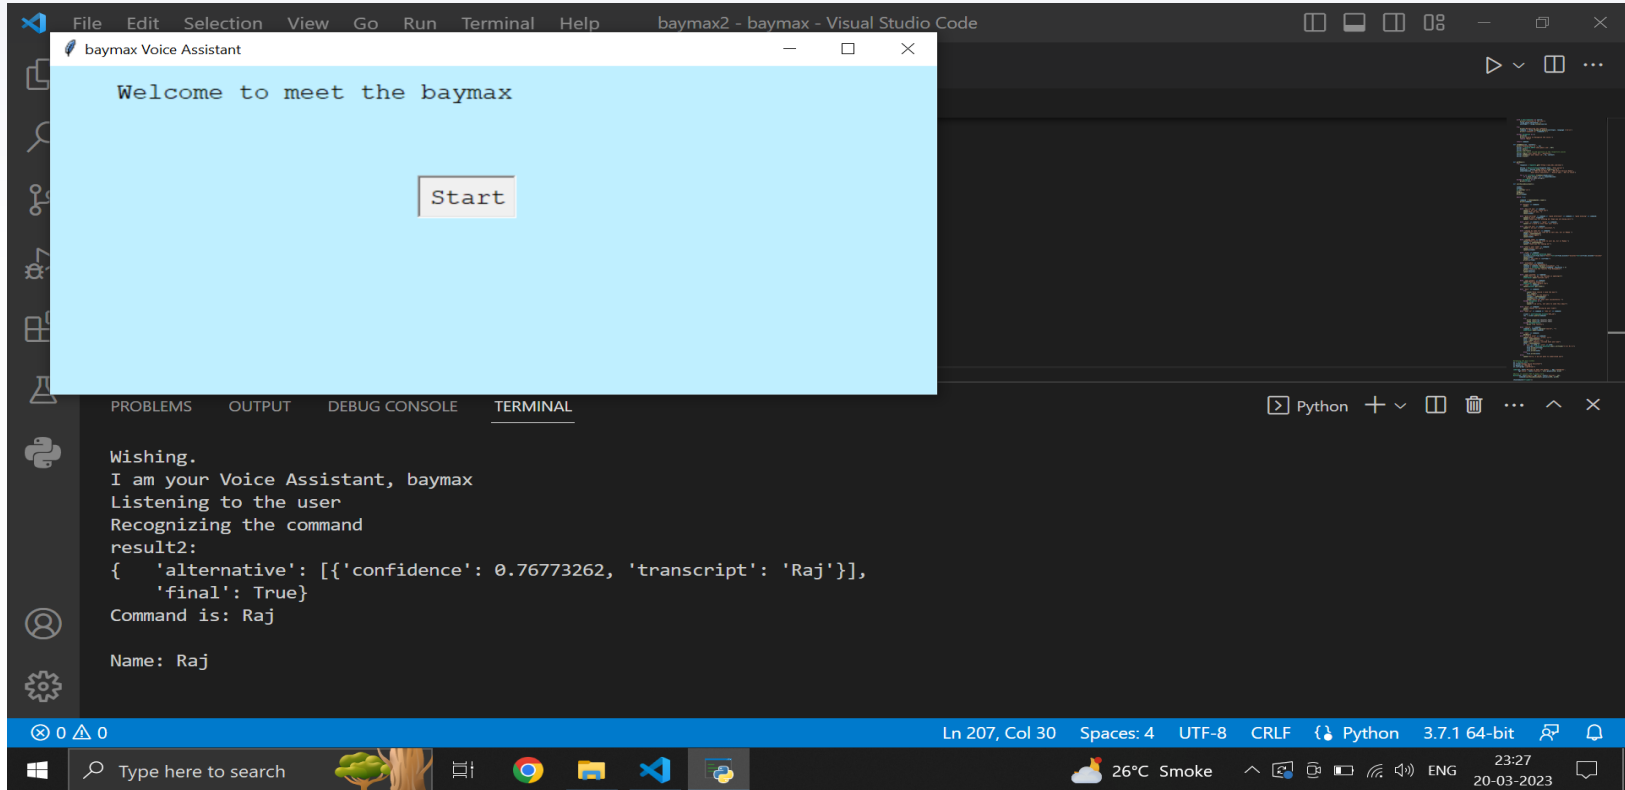 File Edit Selection View Go Run Terminal Help baymax2 - baymax - Visual Studio Code
baymax Voice Assistant
Welcome to meet the baymax
Start
PROBLEMS OUTPUT DEBUG CONSOLE TERMINAL
Python
Wishing.
I am your Voice Assistant, baymax
Listening to the user
Recognizing the command
result2:
{   'alternative': [{'confidence': 0.76773262, 'transcript': 'Raj'}],
    'final': True}
Command is: Raj
Name: Raj
0 0 Ln 207, Col 30 Spaces: 4 UTF-8 CRLF Python 3.7.1 64-bit
Type here to search 26°C Smoke ENG
23:27
20-03-2023